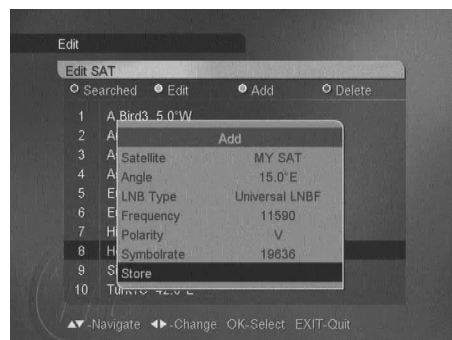 Edit
Edit SAT
Searched Edit Add Delete
1 A,Bird3 5.0°W
2
3
4
5
6
7
8
9
10 42.0°E
Add
Satellite MY SAT
Angle 15.0°E
LNB Type Universal LNBF
Frequency 11590
Polarity V
Symbolrate 19636
Store
▲▼-Navigate ◀▶-Change OK-Select EXIT-Quit